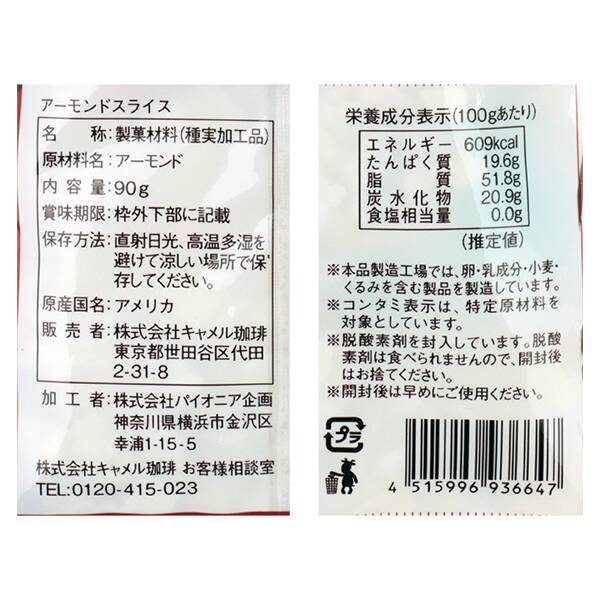 アーモンドスライス
名　　称:製菓材料(種実加工品)
原材料名:アーモンド
内 容 量:90g
賞味期限:枠外下部に記載
保存方法:直射日光、高温多湿を
避けて涼しい場所で保
存してください。
原産国名:アメリカ
販 売 者:株式会社キャメル珈琲
東京都世田谷区代田
2-31-8
加 工 者:株式会社パイオニア企画
神奈川県横浜市金沢区
幸浦1-15-5
株式会社キャメル珈琲 お客様相談室
TEL:0120-415-023
栄養成分表示(100gあたり)
エネルギー 609kcal
たんぱく質 19.6g
脂　　質 51.8g
炭水化物 20.9g
食塩相当量 0.0g
(推定値)
※本品製造工場では、卵・乳成分・小麦・
くるみを含む製品を製造しています。
※コンタミ表示は、特定原材料を
対象としています。
※脱酸素剤を封入しています。脱酸
素剤は食べられませんので、開封後
はお捨てください。
※開封後は早めにご使用ください。
プラ
4 515996 936647